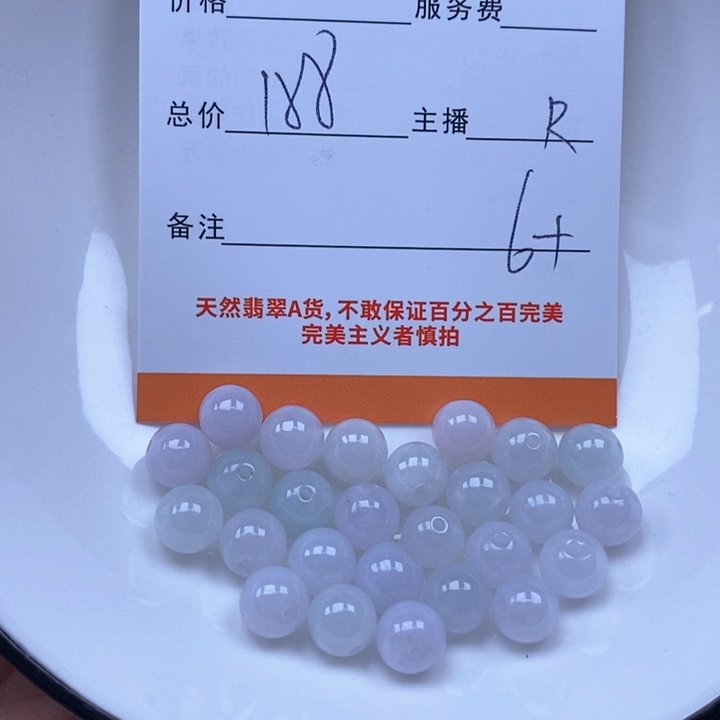 价格 服务费
总价 188 主播 R
备注 6+
天然翡翠A货,不敢保证百分之百完美
完美主义者慎拍